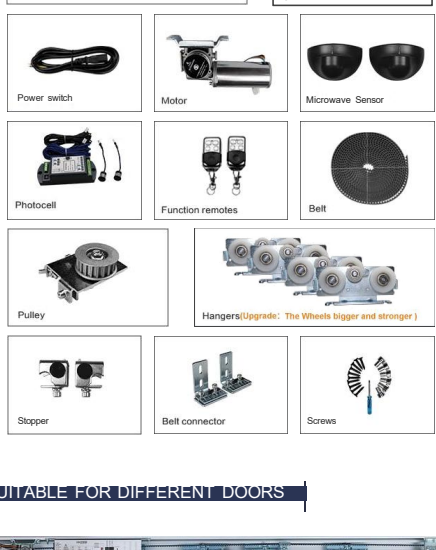 Power switch
Motor
Microwave Sensor
Photocell
Function remotes
Belt
Pulley
Hangers(Upgrade: The Wheels bigger and stronger )
Stopper
Belt connector
Screws
UITABLE FOR DIFFERENT DOORS